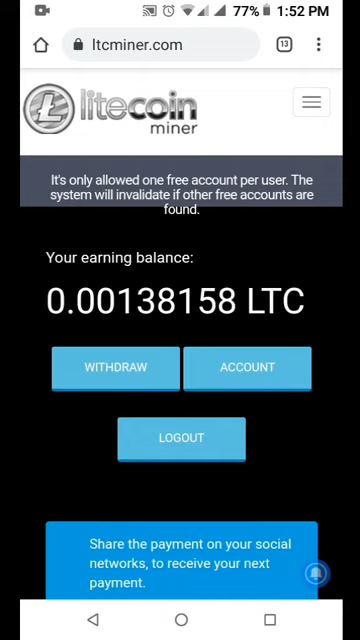 77% 1:52 PM
ltcminer.com
13
litecoin
miner
It's only allowed one free account per user. The
system will invalidate if other free accounts are
found.
Your earning balance:
0.00138158 LTC
WITHDRAW
ACCOUNT
LOGOUT
Share the payment on your social
networks, to receive your next
payment.